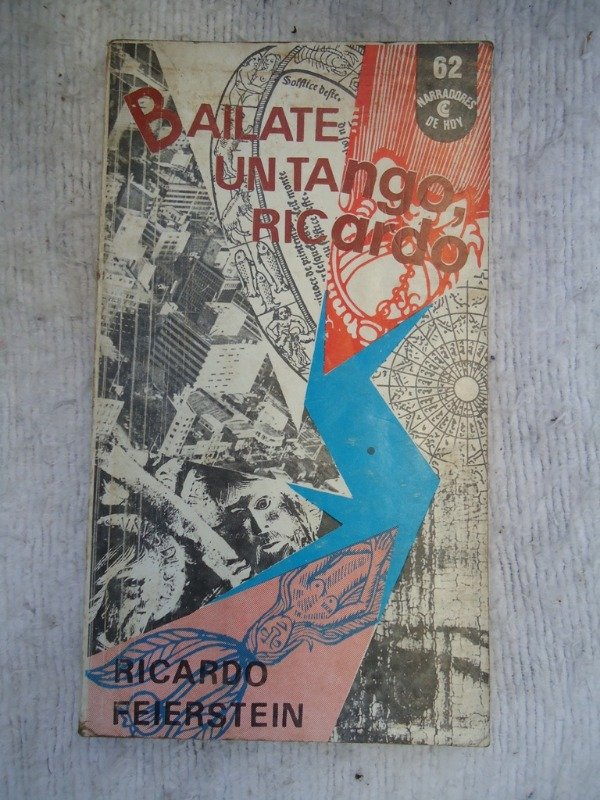 62
NARRADORES
DE HOY
BAILATE
UN TAngo,
RICardo
RICARDO
FEIERSTEIN